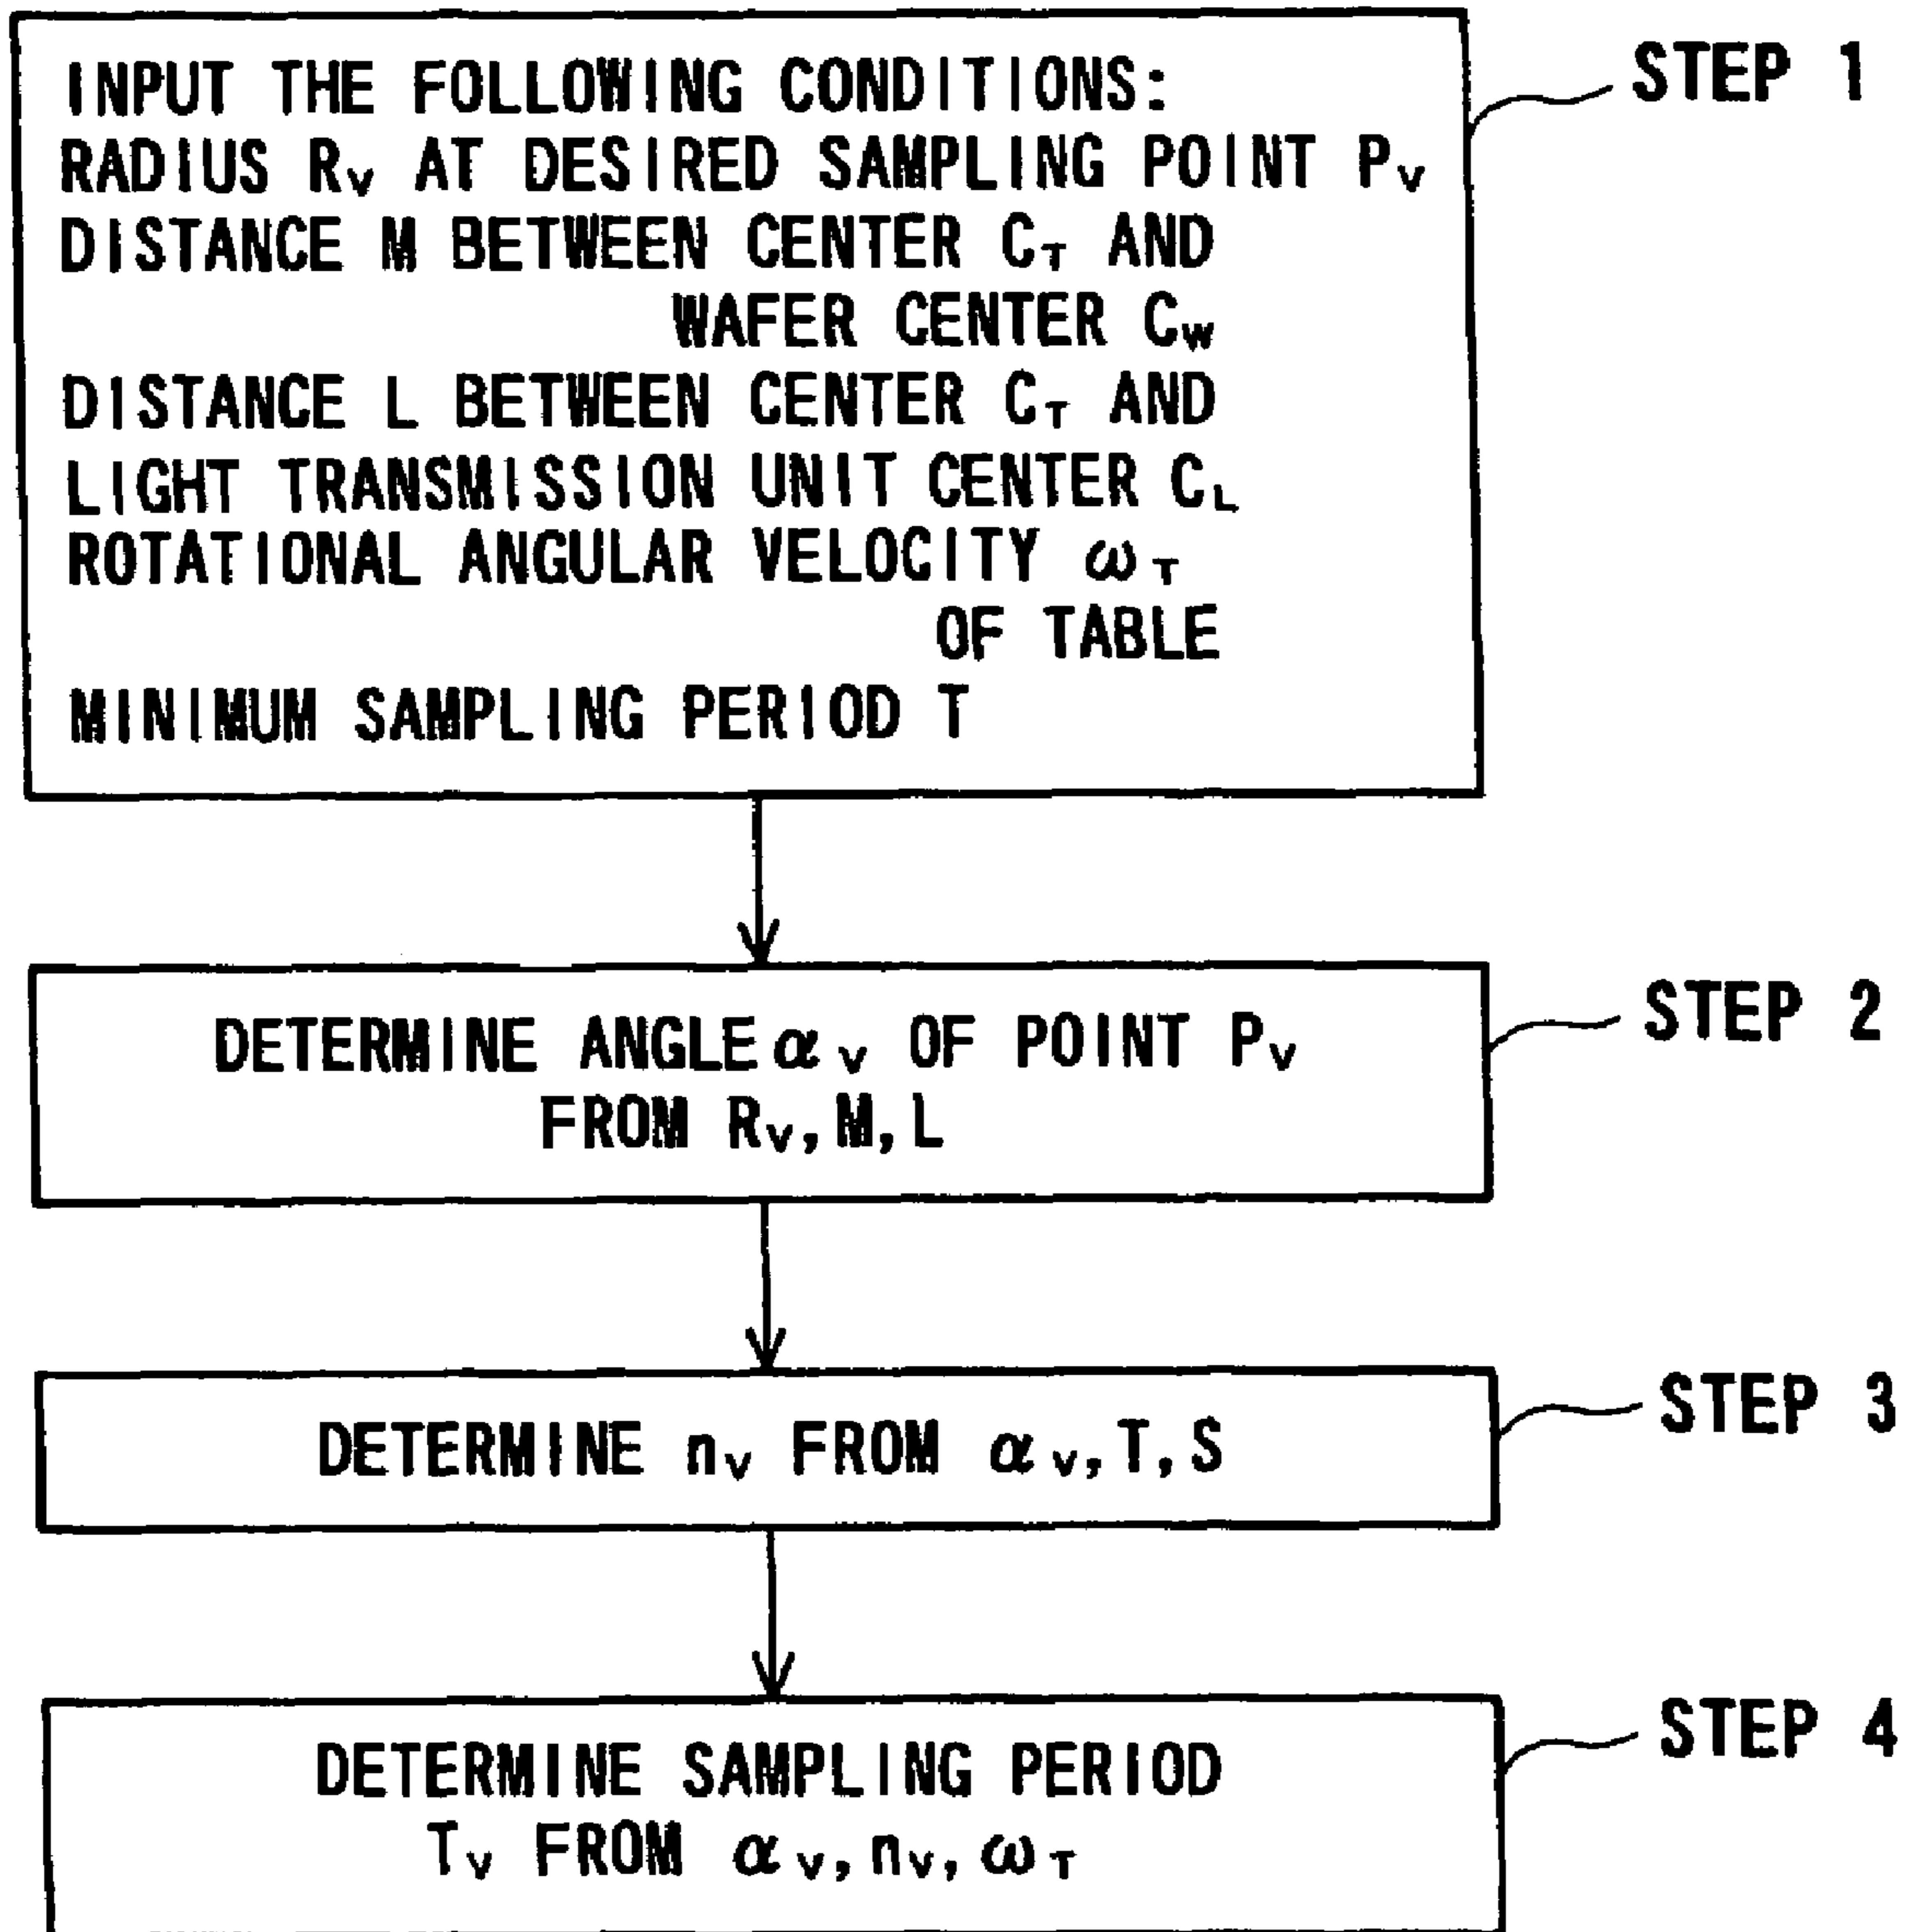 INPUT THE FOLLOWING CONDITIONS:
STEP 1
RADIUS Rv AT DESIRED SAMPLING POINT Pv
DISTANCE M BETWEEN CENTER CT AND
WAFER CENTER CW
DISTANCE L BETWEEN CENTER CT AND
LIGHT TRANSMISSION UNIT CENTER CL
ROTATIONAL ANGULAR VELOCITY ωT
OF TABLE
MINIMUM SAMPLING PERIOD T
STEP 2
DETERMINE ANGLE αv OF POINT Pv
FROM Rv, M, L
STEP 3
DETERMINE nv FROM αv, T, S
STEP 4
DETERMINE SAMPLING PERIOD
Tv FROM αv, nv, ωT